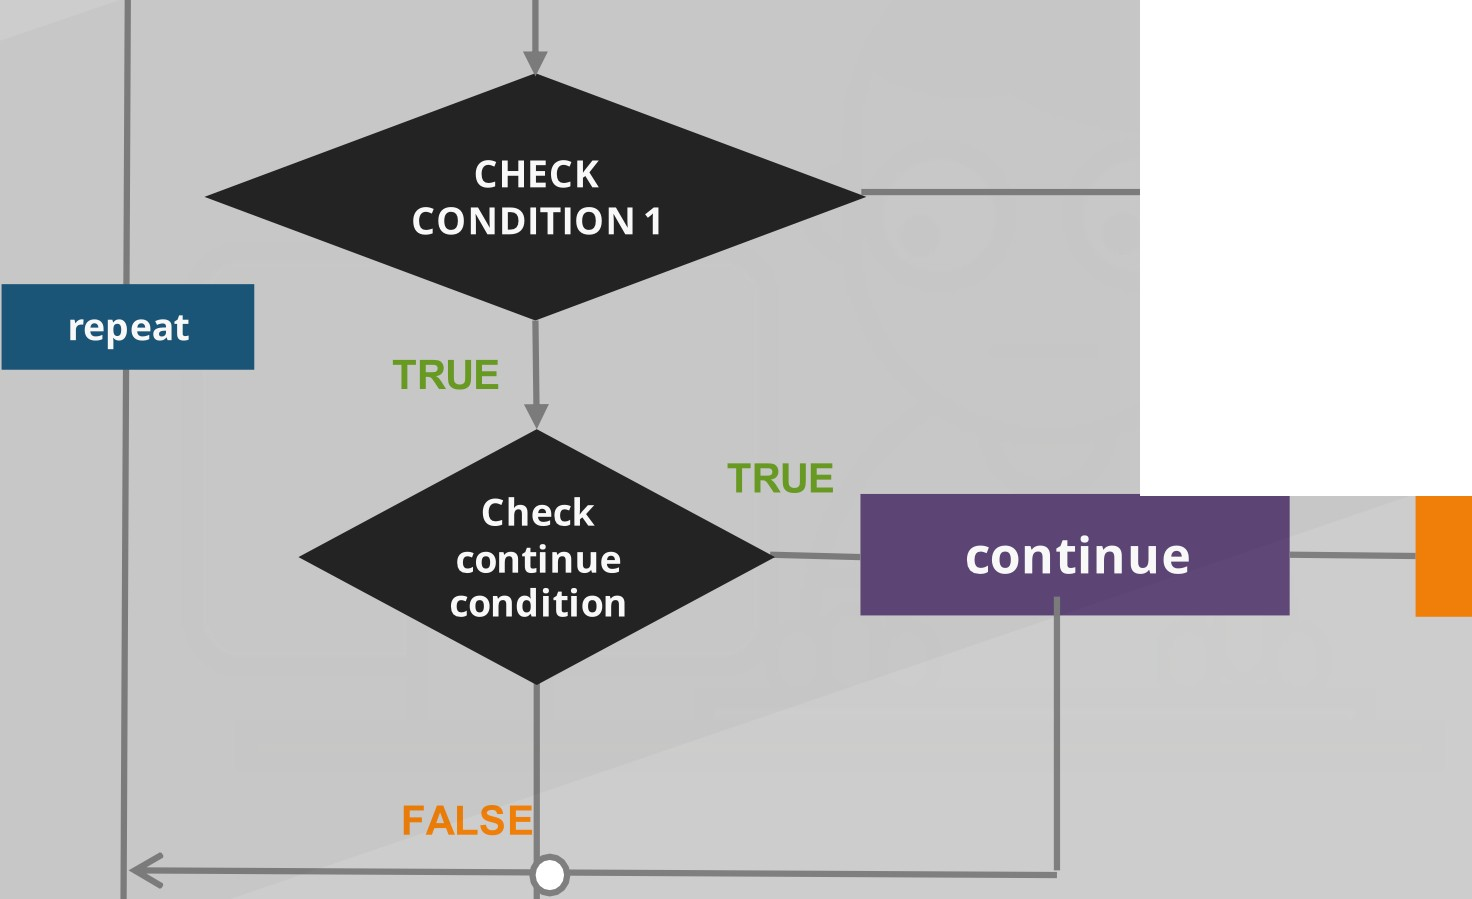 CHECK
CONDITION 1
repeat
TRUE
TRUE
Check
continue
condition
continue
FALSE